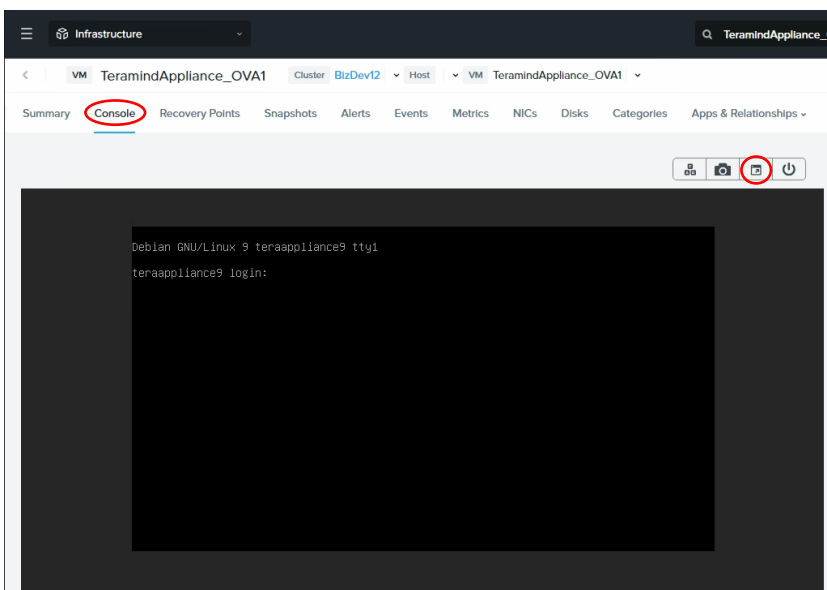 Infrastructure
TeramindAppliance_
VM TeramindAppliance_OVA1 Cluster BizDev12 Host VM TeramindAppliance_OVA1
Summary Console Recovery Points Snapshots Alerts Events Metrics NICs Disks Categories Apps & Relationships
Debian GNU/Linux 9 teraappliance9 tty1
teraappliance9 login: